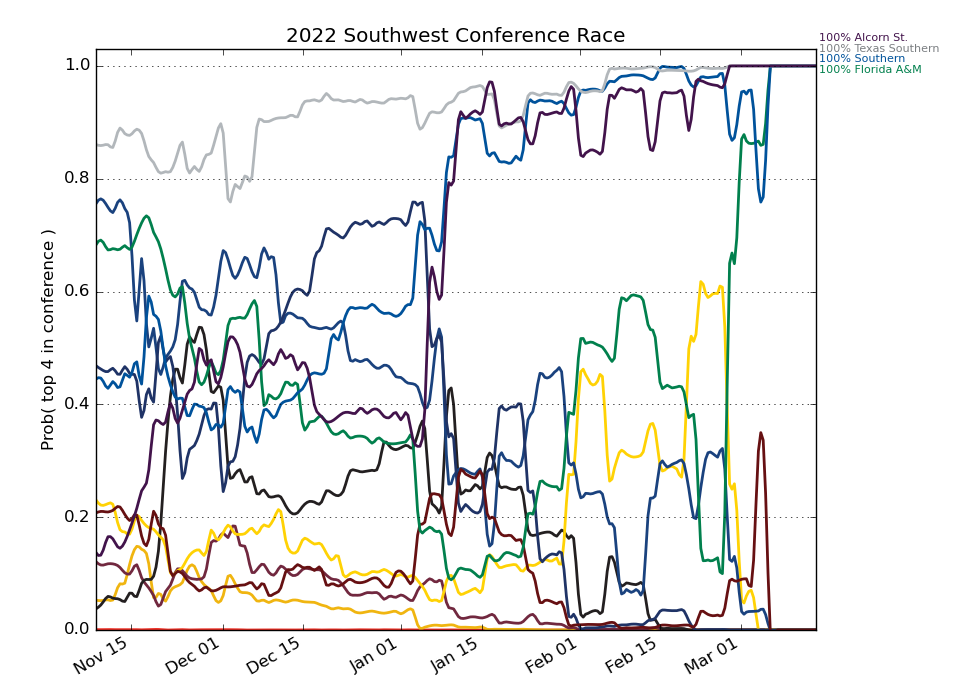 2022 Southwest Conference Race
100% Alcorn St.
100% Texas Southern
100% Southern
100% Florida A&M
Prob( top 4 in conference )
1.0
0.8
0.6
0.4
0.2
0.0
Nov 15
Dec 01
Dec 15
Jan 01
Jan 15
Feb 01
Feb 15
Mar 01